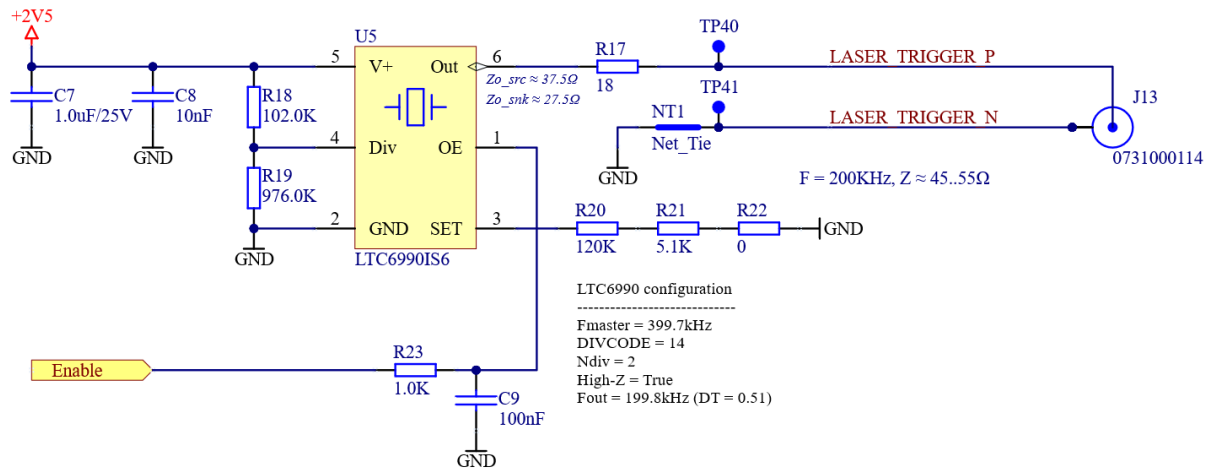 +2V5
U5
C7
1.0uF/25V
GND
C8
10nF
GND
R18
102.0K
R19
976.0K
GND
5
V+
4
Div
2
GND
Out
6
OE
1
SET
3
LTC6990IS6
Zo_src ≈ 37.5Ω
Zo_snk ≈ 27.5Ω
R17
18
TP40
LASER_TRIGGER_P
TP41
LASER_TRIGGER_N
NT1
Net_Tie
GND
J13
0731000114
F = 200KHz, Z ≈ 45..55Ω
R20
120K
R21
5.1K
R22
0
GND
LTC6990 configuration
----------------------------
Fmaster = 399.7kHz
DIVCODE = 14
Ndiv = 2
High-Z = True
Fout = 199.8kHz (DT = 0.51)
Enable
R23
1.0K
C9
100nF
GND